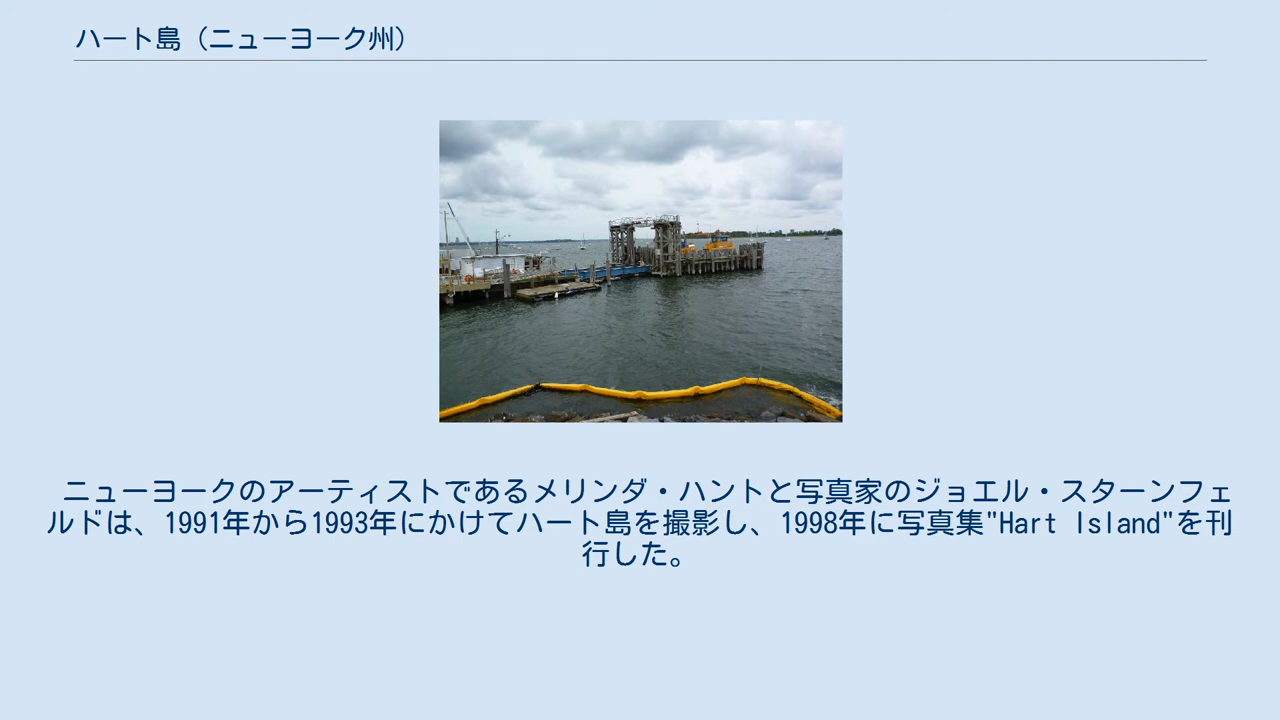 ハート島（ニューヨーク州）
ニューヨークのアーティストであるメリンダ・ハントと写真家のジョエル・スターンフェ
ルドは、1991年から1993年にかけてハート島を撮影し、1998年に写真集"Hart Island"を刊
行した。